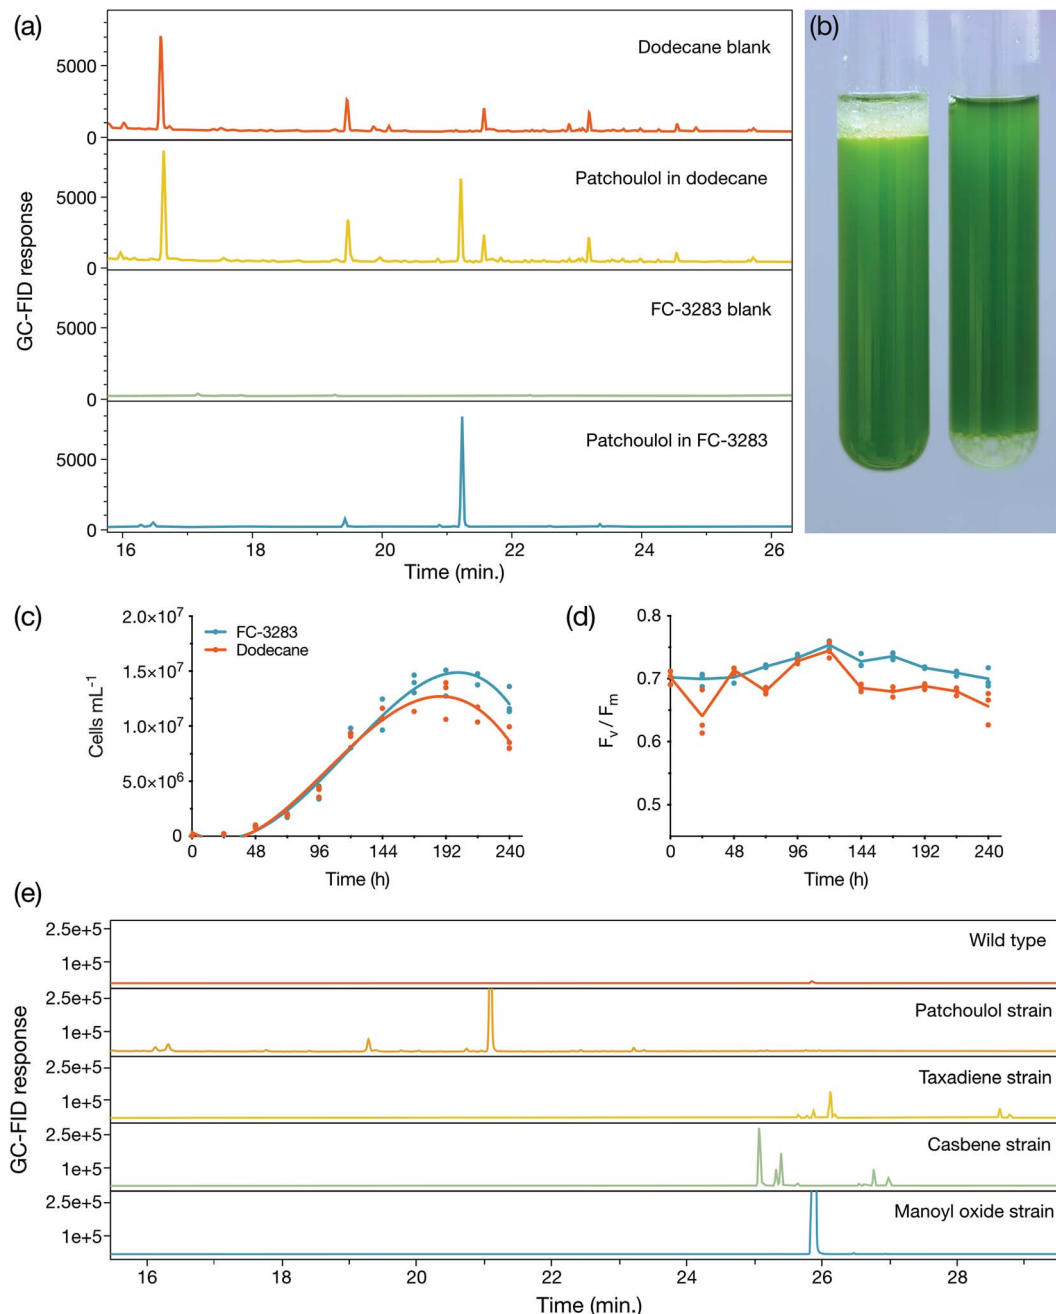 (a)
Dodecane blank
5000
0
Patchoulol in dodecane
5000
0
FC-3283 blank
5000
0
Patchoulol in FC-3283
5000
0
GC-FID response
16 18 20 22 24 26
Time (min.)
(b)
(c)
2.0×10⁷
FC-3283
Dodecane
1.5×10⁷
1.0×10⁷
5.0×10⁶
0
Cells mL⁻¹
0 48 96 144 192 240
Time (h)
(d)
0.8
0.7
0.6
0.5
Fᵥ / Fₘ
0 48 96 144 192 240
Time (h)
(e)
2.5e+5
Wild type
1e+5
2.5e+5
Patchoulol strain
1e+5
2.5e+5
Taxadiene strain
1e+5
2.5e+5
Casbene strain
1e+5
2.5e+5
Manoyl oxide strain
1e+5
GC-FID response
16 18 20 22 24 26 28
Time (min.)